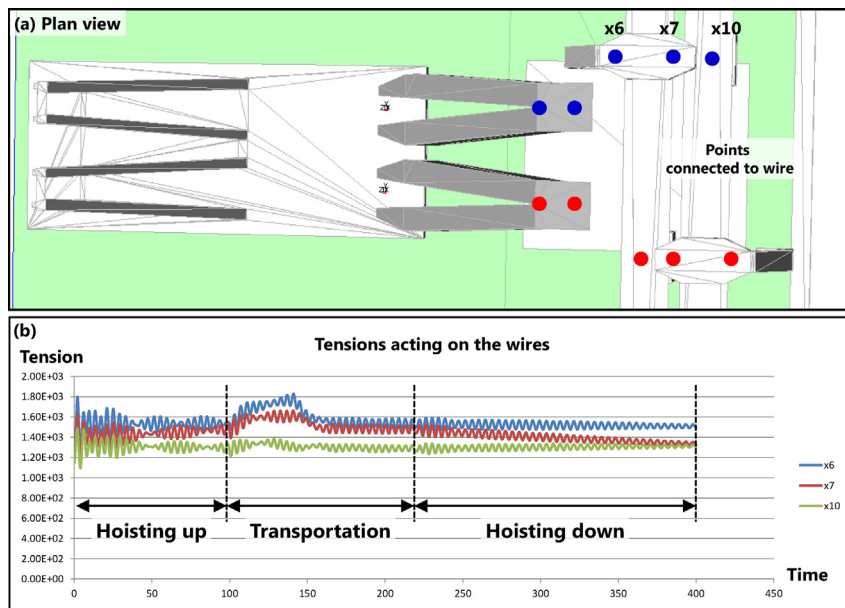 (a) Plan view
x6 x7 x10
Points
connected to wire
(b)
Tensions acting on the wires
Tension
2.00E+03
1.80E+03
1.60E+03
1.40E+03
1.20E+03
1.00E+03
8.00E+02
6.00E+02
4.00E+02
2.00E+02
0.00E+00
x6
x7
x10
Hoisting up
Transportation
Hoisting down
0 50 100 150 200 250 300 350 400 450
Time